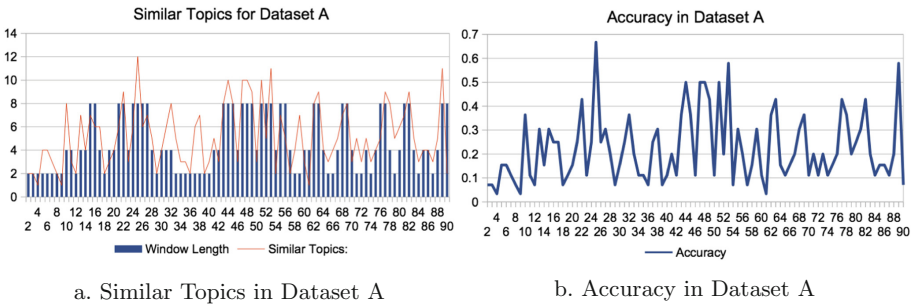 Similar Topics for Dataset A
14
12
10
8
6
4
2
0
4 8 12 16 20 24 28 32 36 40 44 48 52 56 60 64 68 72 76 80 84 88
2 6 10 14 18 22 26 30 34 38 42 46 50 54 58 62 66 70 74 78 82 86 90
Window Length Similar Topics:
a. Similar Topics in Dataset A
Accuracy in Dataset A
0.7
0.6
0.5
0.4
0.3
0.2
0.1
0
4 8 12 16 20 24 28 32 36 40 44 48 52 56 60 64 68 72 76 80 84 88
2 6 10 14 18 22 26 30 34 38 42 46 50 54 58 62 66 70 74 78 82 86 90
Accuracy
b. Accuracy in Dataset A